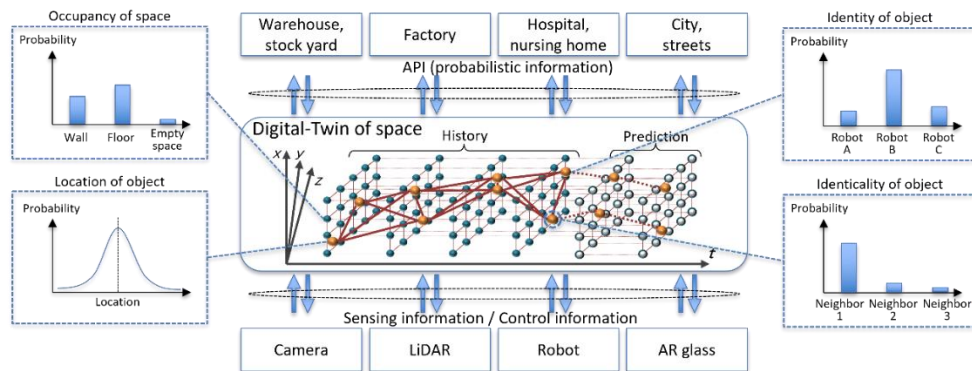 Occupancy of space
Probability
Wall
Floor
Empty
space
Location of object
Probability
Location
Warehouse,
stock yard
Factory
Hospital,
nursing home
City,
streets
API (probabilistic information)
Digital-Twin of space
History
Prediction
x
y
z
t
Sensing information / Control information
Camera
LiDAR
Robot
AR glass
Identity of object
Probability
Robot
A
Robot
B
Robot
C
Identicality of object
Probability
Neighbor
1
Neighbor
2
Neighbor
3